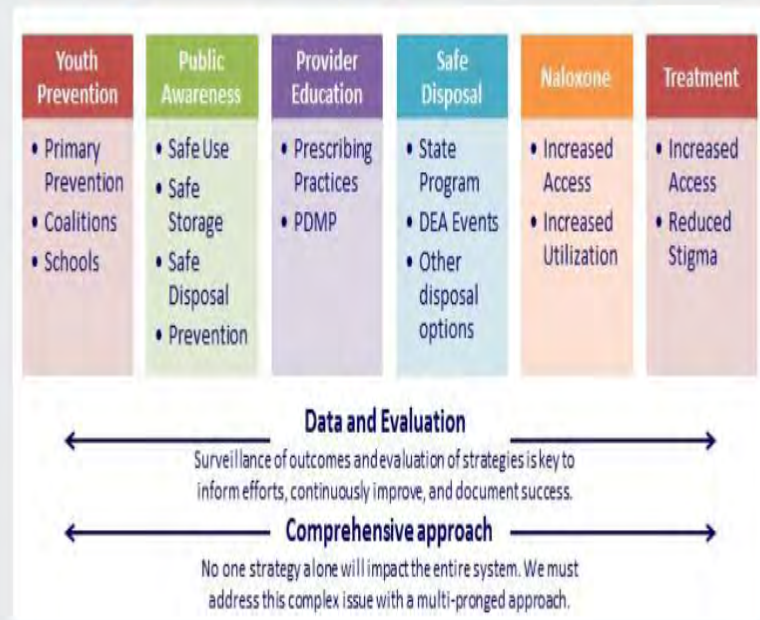 Youth
Prevention
• Primary
Prevention
• Coalitions
• Schools
Public
Awareness
• Safe Use
• Safe
Storage
• Safe
Disposal
• Prevention
Provider
Education
• Prescribing
Practices
• PDMP
Safe
Disposal
• State
Program
• DEA Events
• Other
disposal
options
Naloxone
• Increased
Access
• Increased
Utilization
Treatment
• Increased
Access
• Reduced
Stigma
Data and Evaluation
Surveillance of outcomes and evaluation of strategies is key to
inform efforts, continuously improve, and document success.
Comprehensive approach
No one strategy alone will impact the entire system. We must
address this complex issue with a multi-pronged approach.